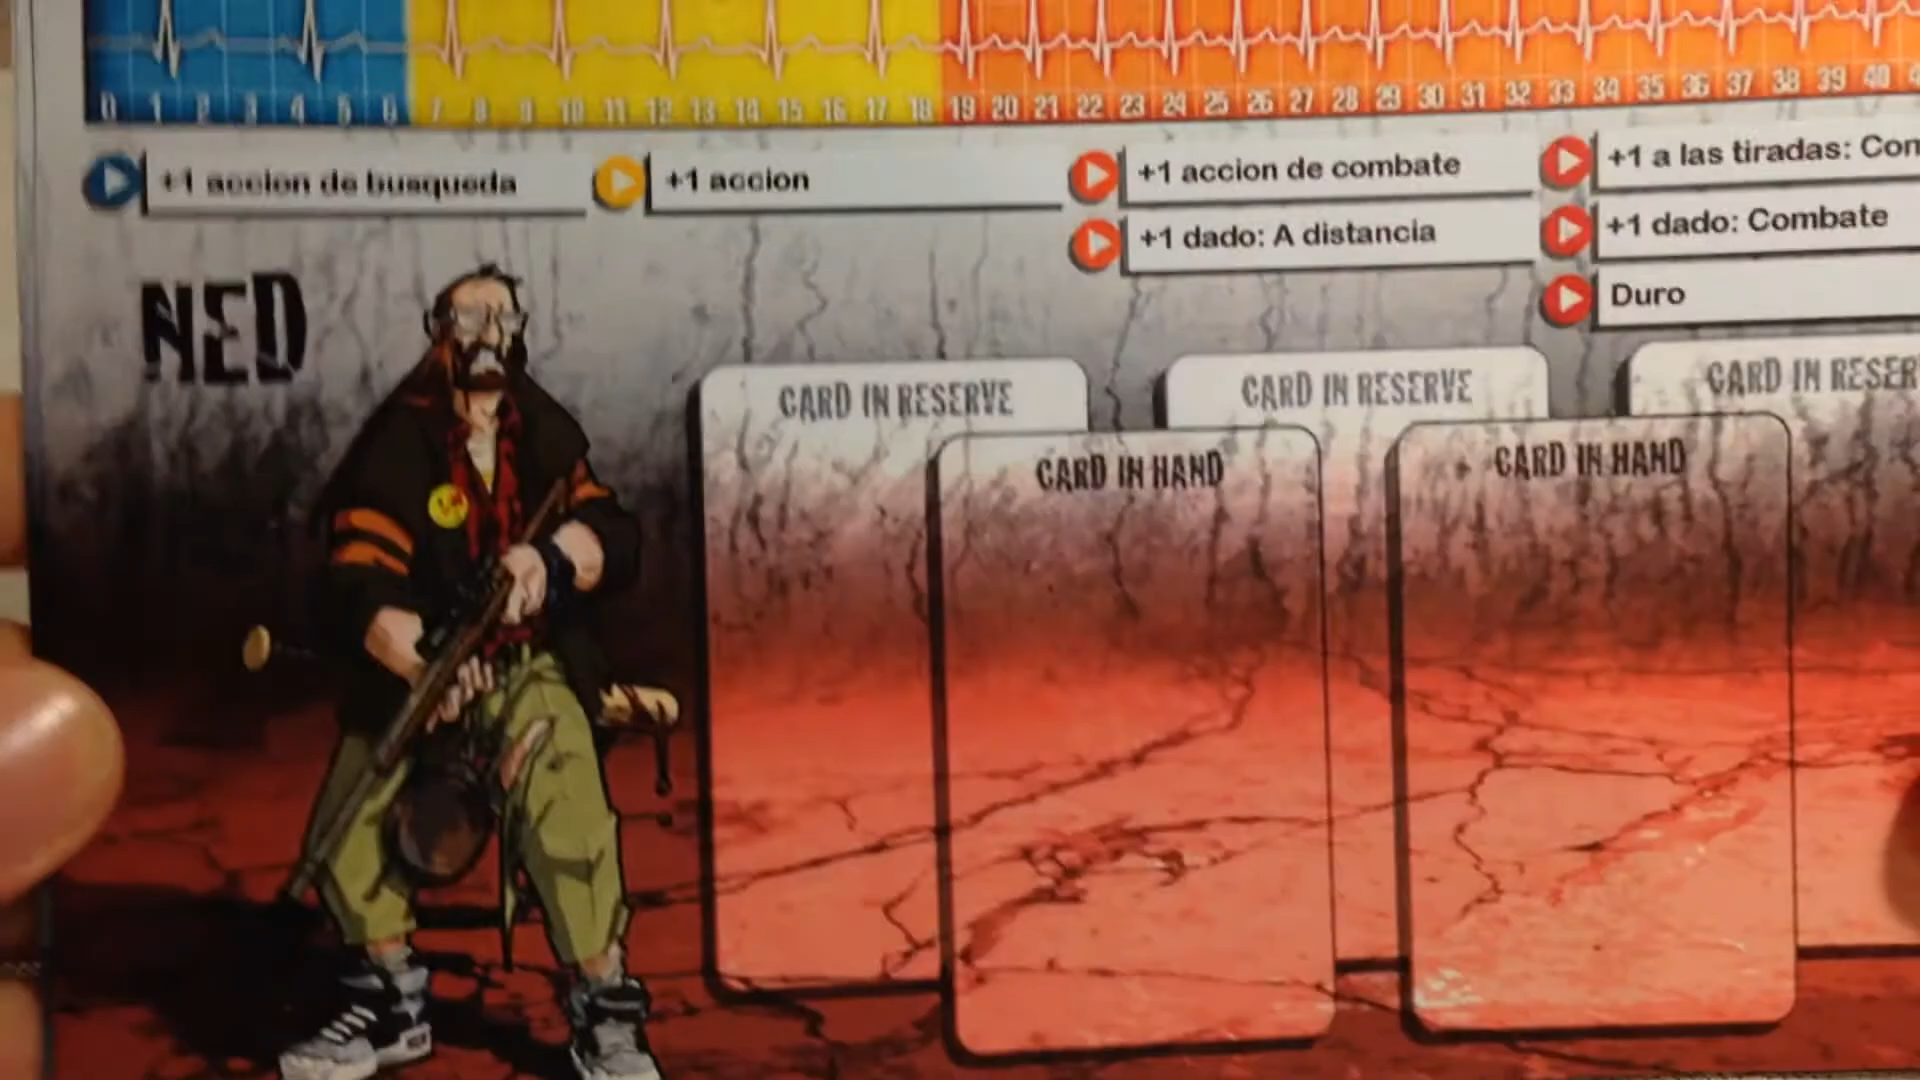 0 1 2 3 4 5 6 7 8 9 10 11 12 13 14 15 16 17 18 19 20 21 22 23 24 25 26 27 28 29 30 31 32 33 34 35 36 37 38 39 40
+1 accion de busqueda
+1 accion
+1 accion de combate
+1 a las tiradas:
+1 dado: A distancia
+1 dado: Combate
Duro
NED
CARD IN RESERVE
CARD IN RESERVE
CARD IN RESER
CARD IN HAND
CARD IN HAND